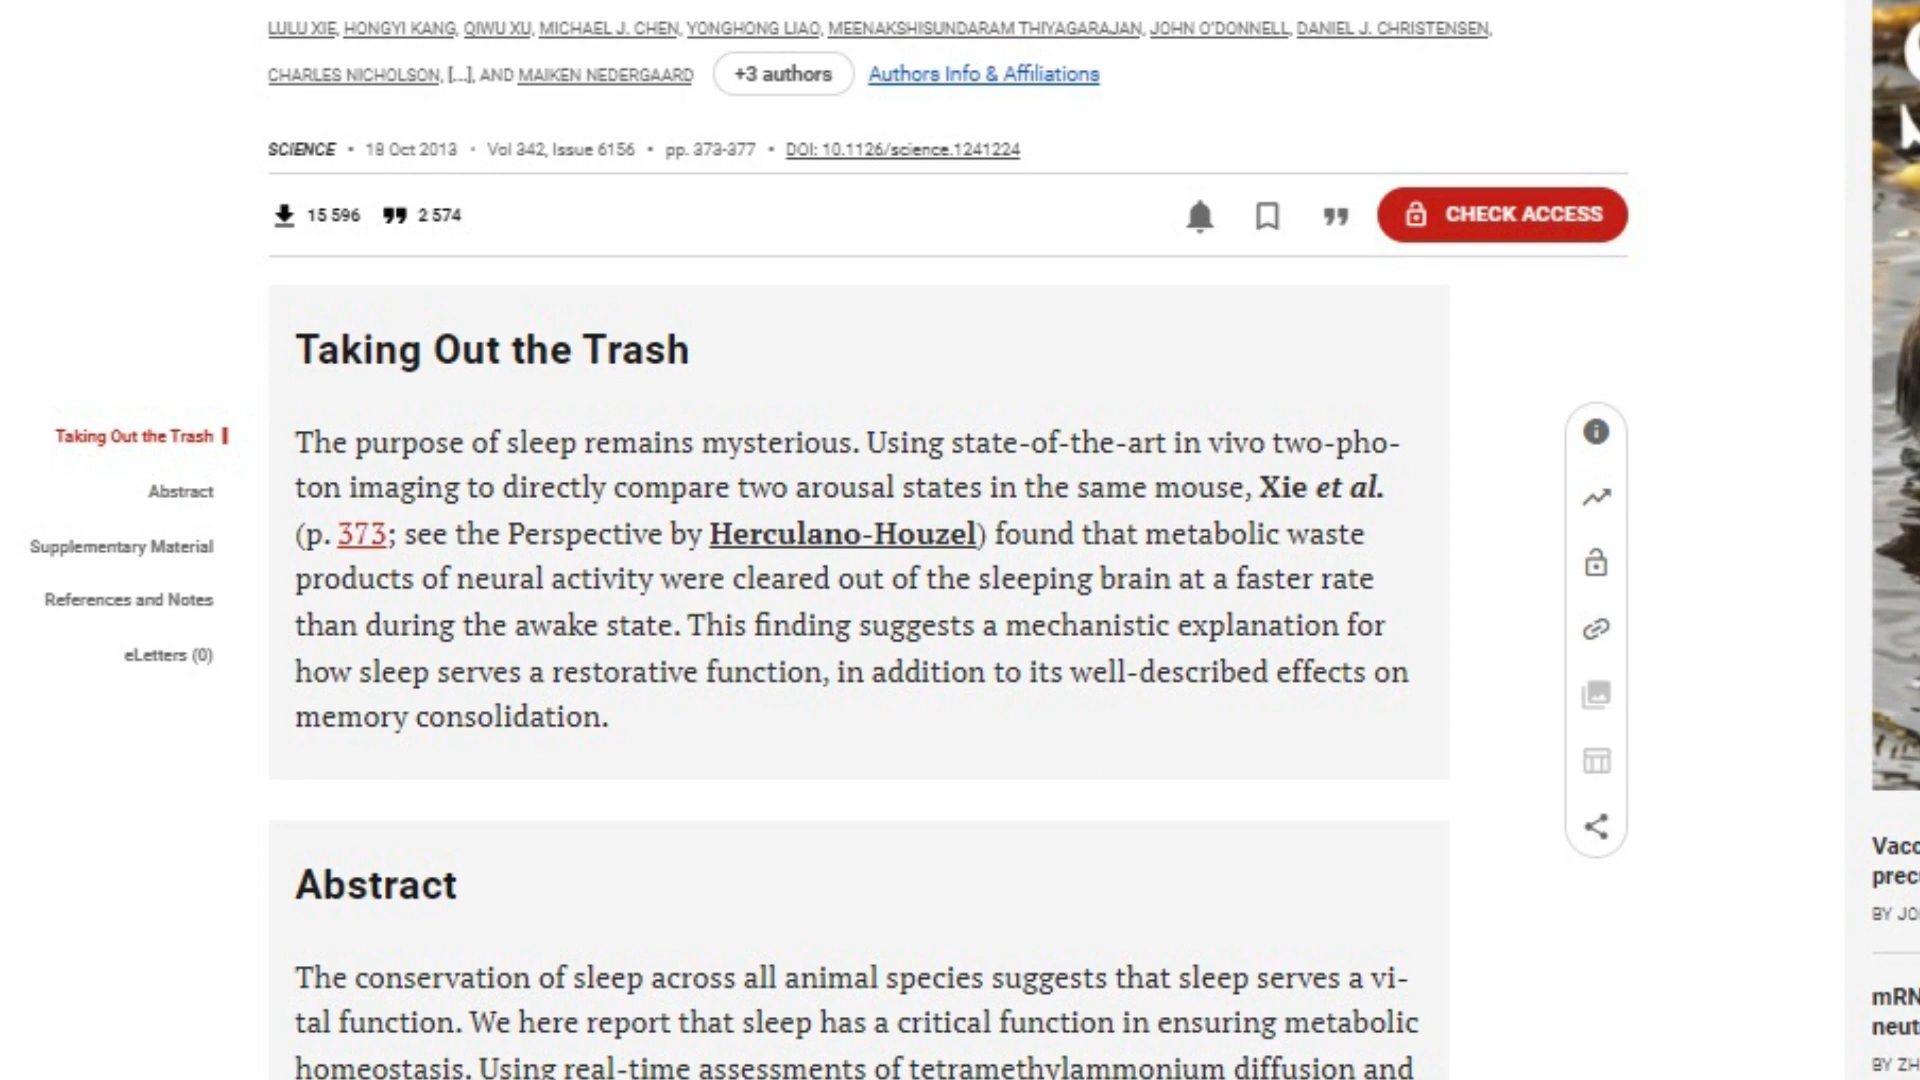 LULU XIE, HONGYI KANG, QIWU XU, MICHAEL J. CHEN, YONGHONG LIAO, MEENAKSHISUNDARAM THIYAGARAJAN, JOHN O'DONNELL, DANIEL J. CHRISTENSEN,
CHARLES NICHOLSON, [...], AND MAIKEN NEDERGAARD +3 authors Authors Info & Affiliations
SCIENCE • 18 Oct 2013 • Vol 342, Issue 6156 • pp. 373-377 • DOI: 10.1126/science.1241224
15 596 2 574
CHECK ACCESS
Taking Out the Trash
Abstract
Supplementary Material
References and Notes
eLetters (0)
Taking Out the Trash
The purpose of sleep remains mysterious. Using state-of-the-art in vivo two-pho-
ton imaging to directly compare two arousal states in the same mouse, Xie et al.
(p. 373; see the Perspective by Herculano-Houzel) found that metabolic waste
products of neural activity were cleared out of the sleeping brain at a faster rate
than during the awake state. This finding suggests a mechanistic explanation for
how sleep serves a restorative function, in addition to its well-described effects on
memory consolidation.
Abstract
The conservation of sleep across all animal species suggests that sleep serves a vi-
tal function. We here report that sleep has a critical function in ensuring metabolic
homeostasis. Using real-time assessments of tetramethylammonium diffusion and
Vacc
prec
BY JO
mRN
neut
BY ZH